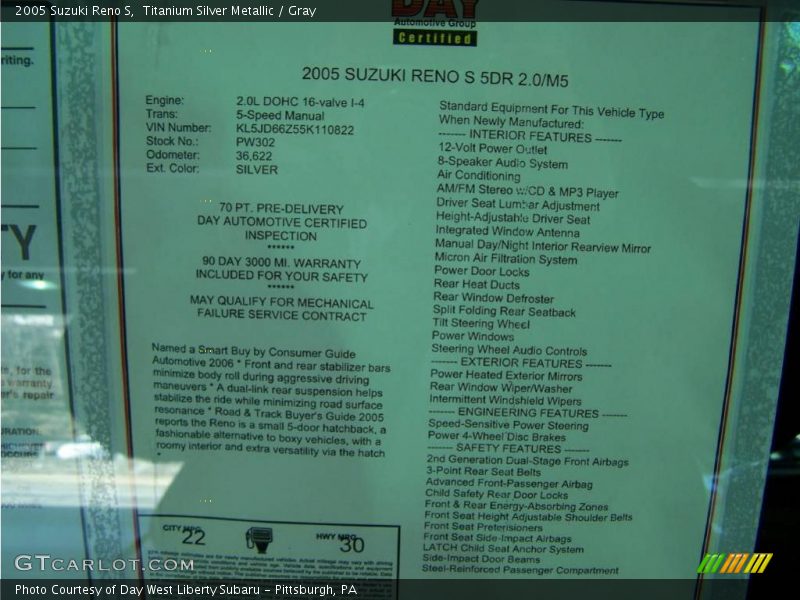 2005 Suzuki Reno S, Titanium Silver Metallic / Gray
DAY
Automotive Group
Certified
2005 SUZUKI RENO S 5DR 2.0/M5
Engine: 2.0L DOHC 16-valve I-4
Trans: 5-Speed Manual
VIN Number: KL5JD66Z55K110822
Stock No.: PW302
Odometer: 36,622
Ext. Color: SILVER
70 PT. PRE-DELIVERY
DAY AUTOMOTIVE CERTIFIED
INSPECTION
******
90 DAY 3000 MI. WARRANTY
INCLUDED FOR YOUR SAFETY
******
MAY QUALIFY FOR MECHANICAL
FAILURE SERVICE CONTRACT
Named a Smart Buy by Consumer Guide
Automotive 2006 * Front and rear stabilizer bars
minimize body roll during aggressive driving
maneuvers * A dual-link rear suspension helps
stabilize the ride while minimizing road surface
resonance * Road & Track Buyer's Guide 2005
reports the Reno is a small 5-door hatchback, a
fashionable alternative to boxy vehicles, with a
roomy interior and extra versatility via the hatch
*
Standard Equipment For This Vehicle Type
When Newly Manufactured:
------- INTERIOR FEATURES -------
12-Volt Power Outlet
8-Speaker Audio System
Air Conditioning
AM/FM Stereo w/CD & MP3 Player
Driver Seat Lumbar Adjustment
Height-Adjustable Driver Seat
Integrated Window Antenna
Manual Day/Night Interior Rearview Mirror
Micron Air Filtration System
Power Door Locks
Rear Heat Ducts
Rear Window Defroster
Split Folding Rear Seatback
Tilt Steering Wheel
Power Windows
Steering Wheel Audio Controls
------- EXTERIOR FEATURES -------
Power Heated Exterior Mirrors
Rear Window Wiper/Washer
Intermittent Windshield Wipers
------- ENGINEERING FEATURES -------
Speed-Sensitive Power Steering
Power 4-Wheel Disc Brakes
------- SAFETY FEATURES -------
2nd Generation Dual-Stage Front Airbags
3-Point Rear Seat Belts
Advanced Front-Passenger Airbag
Child Safety Rear Door Locks
Front & Rear Energy-Absorbing Zones
Front Seat Height Adjustable Shoulder Belts
Front Seat Pretensioners
Front Seat Side-Impact Airbags
LATCH Child Seat Anchor System
Side-Impact Door Beams
Steel-Reinforced Passenger Compartment
CITY MPG
22
HWY MPG
30
riting.
TY
y for any
ts, for the
s warranty
er's repair
GTCARLOT.COM
Photo Courtesy of Day West Liberty Subaru - Pittsburgh, PA